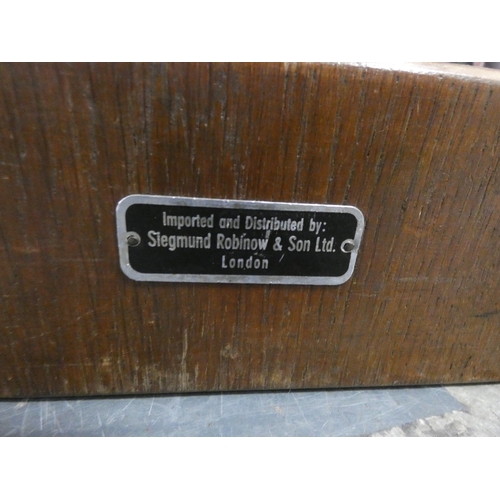 Imported and Distributed by:
Siegmund Robinow & Son Ltd.
London